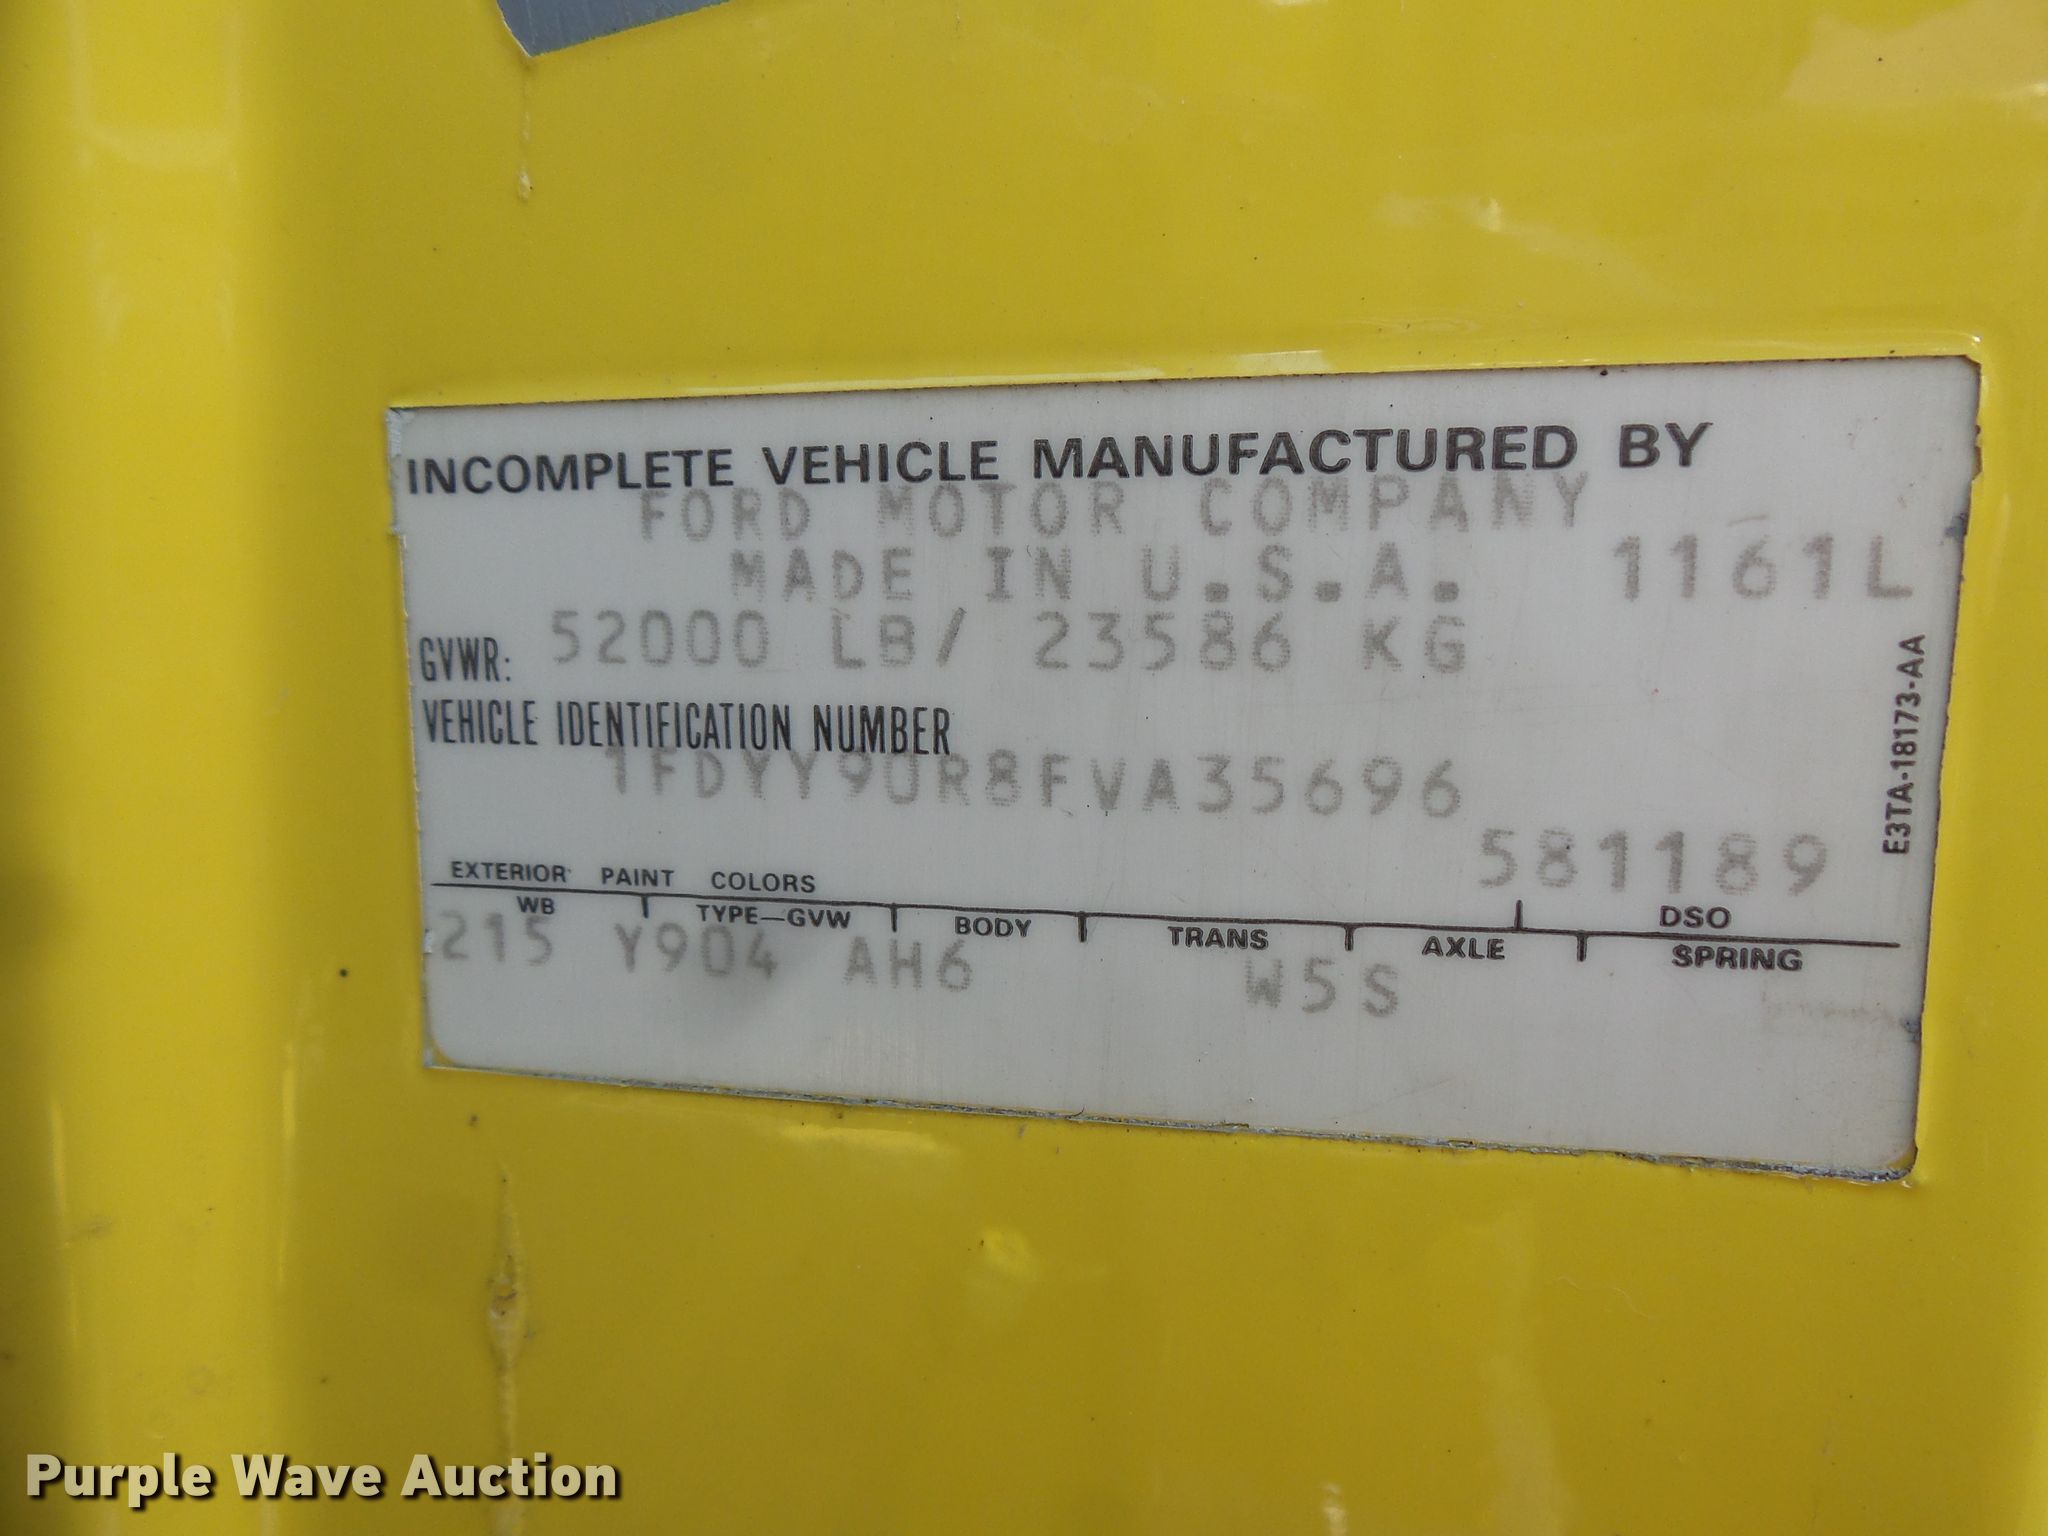 INCOMPLETE VEHICLE MANUFACTURED BY
FORD MOTOR COMPANY
MADE IN U.S.A. 1161L
GVWR: 52000 LB/ 23586 KG
VEHICLE IDENTIFICATION NUMBER
1FDYY90R8FVA35696
E3TA-18173-AA
581189
EXTERIOR PAINT COLORS DSO
WB TYPE-GVW BODY TRANS AXLE SPRING
215 Y904 AH6 W5S
Purple Wave Auction